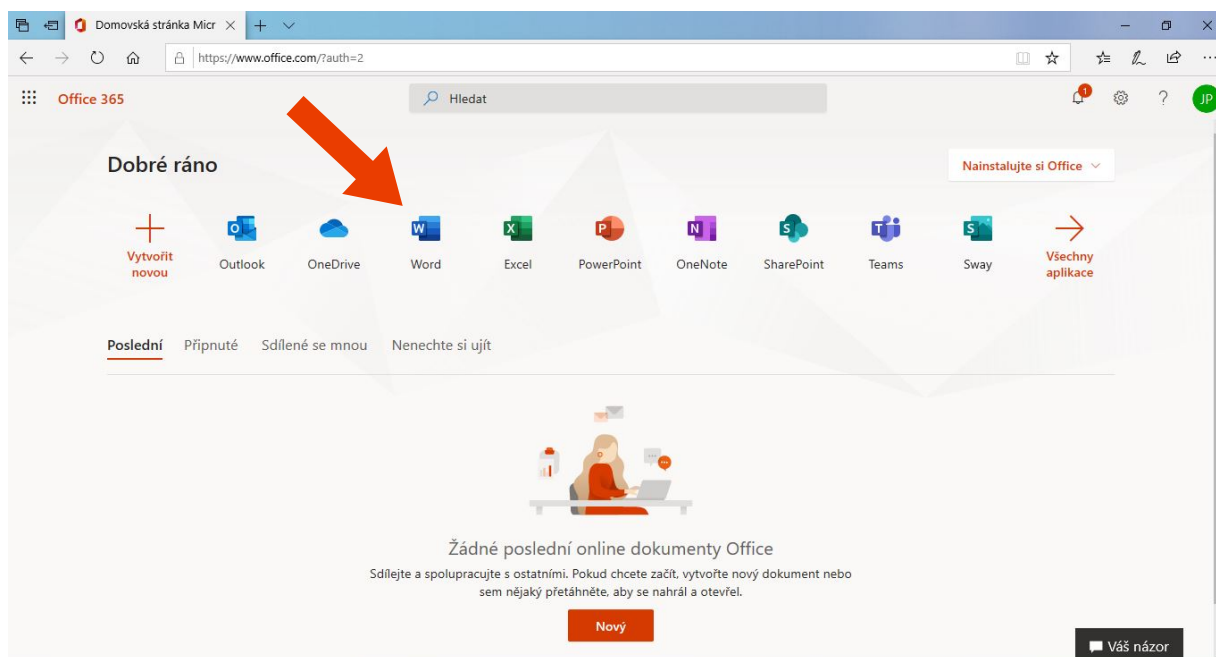 Domovská stránka Micr
https://www.office.com/?auth=2
Office 365
Hledat
1
?
JP
Dobré ráno
Nainstalujte si Office
Vytvořit
novou
Outlook
OneDrive
Word
Excel
PowerPoint
OneNote
SharePoint
Teams
Sway
Všechny
aplikace
Poslední Připnuté Sdílené se mnou Nenechte si ujít
Žádné poslední online dokumenty Office
Sdílejte a spolupracujte s ostatními. Pokud chcete začít, vytvořte nový dokument nebo
sem nějaký přetáhněte, aby se nahrál a otevřel.
Nový
Váš názor